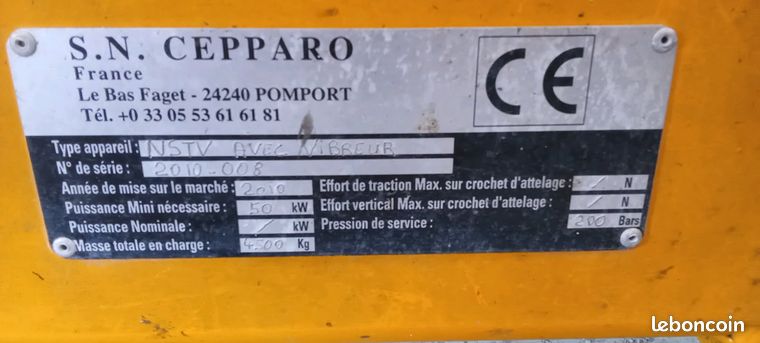 S.N. CEPPARO
France
Le Bas Faget - 24240 POMPORT
Tél. +0 33 05 53 61 61 81
CE
Type appareil : NSTV AVEC VIBREUR
N° de série : 2010-008
Année de mise sur le marché : 2010
Puissance Mini nécessaire : 50 kW
Puissance Nominale : / kW
Masse totale en charge : 4500 Kg
Effort de traction Max. sur crochet d'attelage : / N
Effort vertical Max. sur crochet d'attelage : / N
Pression de service : 200 Bars
leboncoin